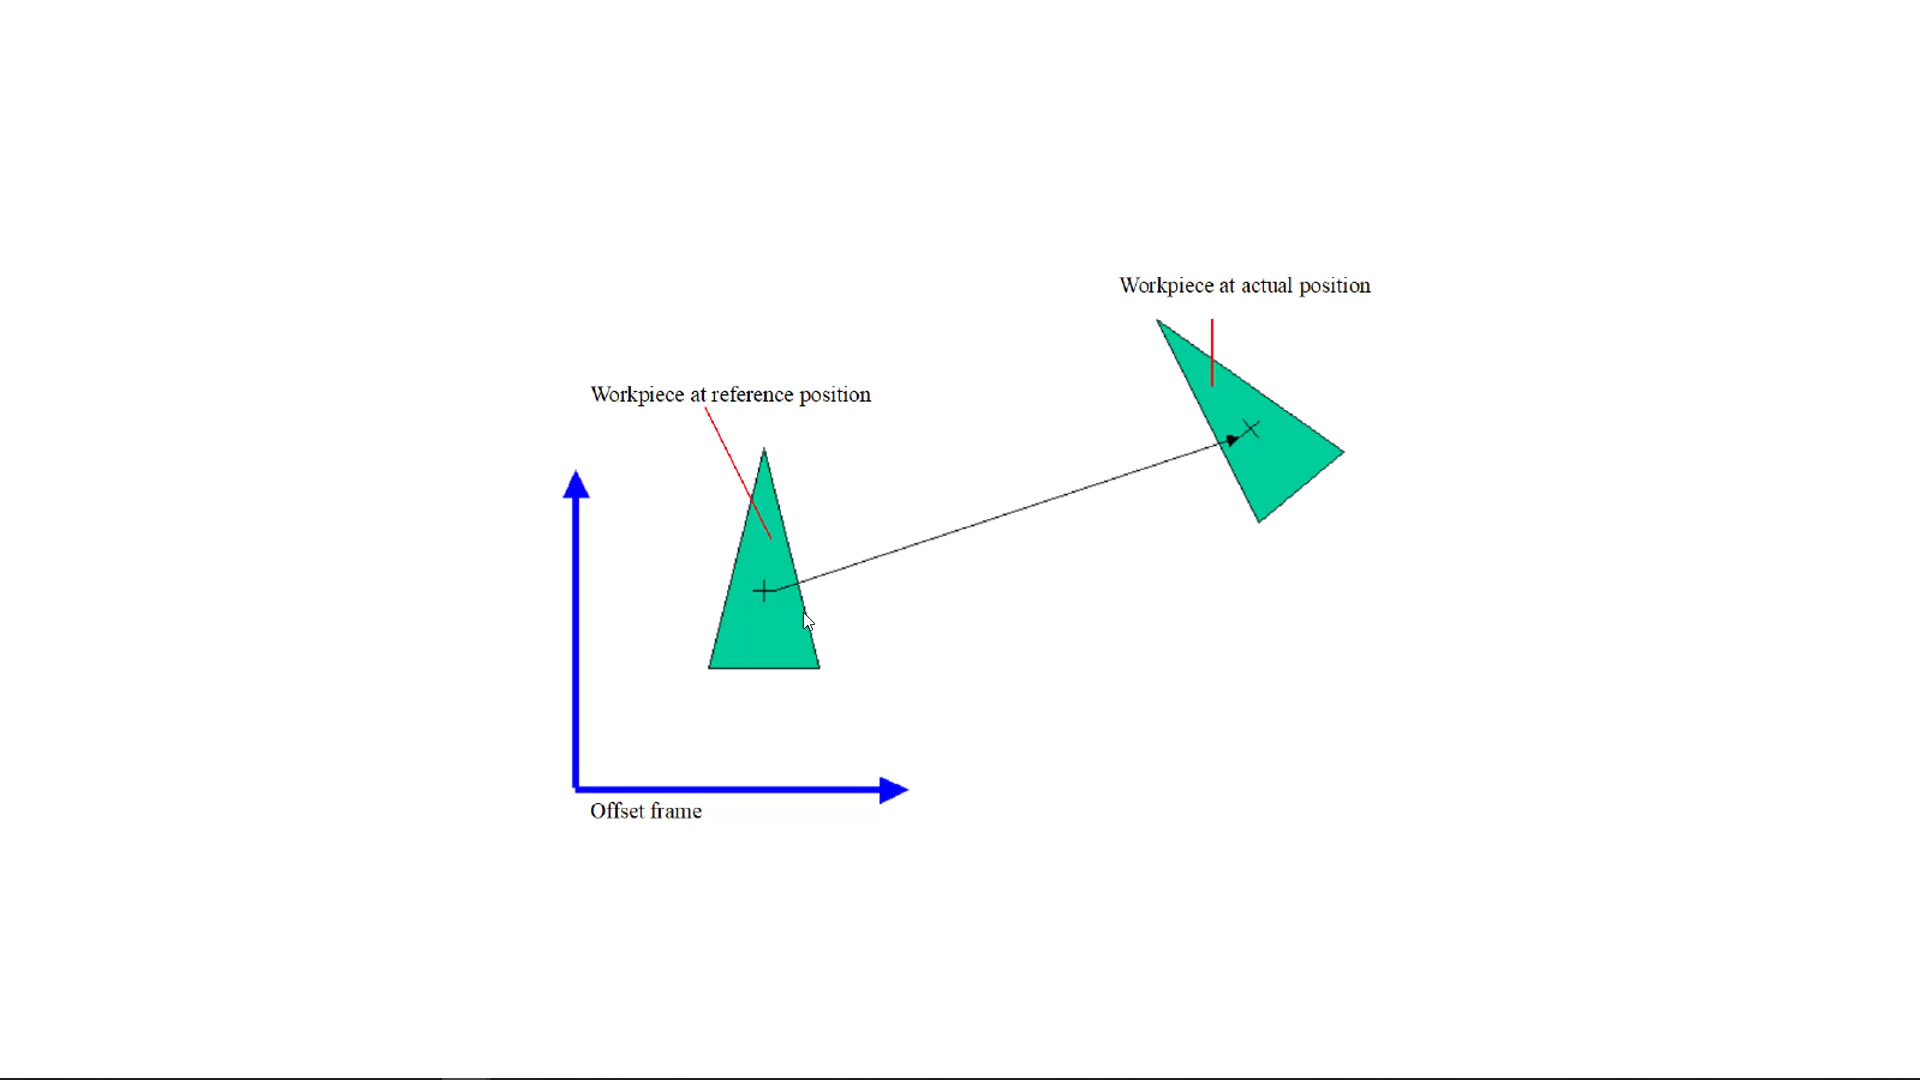 Workpiece at actual position
Workpiece at reference position
Offset frame